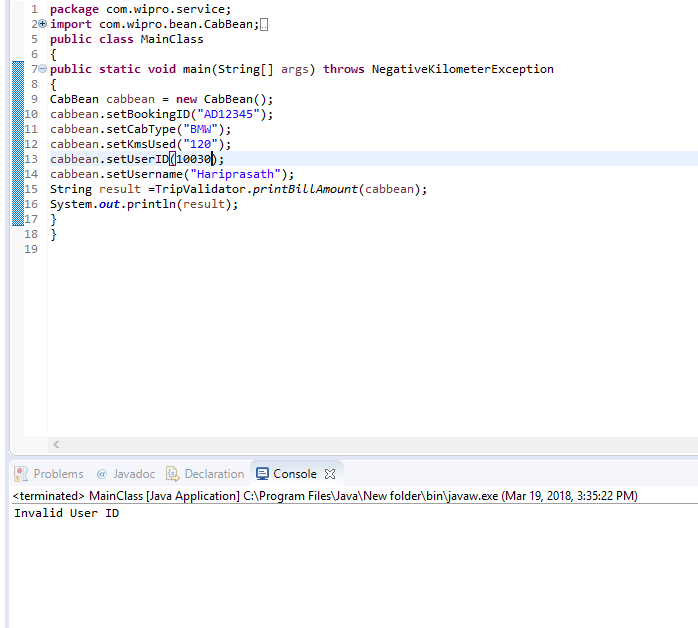 1 package com.wipro.service;
2 import com.wipro.bean.CabBean;
5 public class MainClass
6 {
7 public static void main(String[] args) throws NegativeKilometerException
8 {
9 CabBean cabbean = new CabBean();
10 cabbean.setBookingID("AD12345");
11 cabbean.setCabType("BMW");
12 cabbean.setKmsUsed("120");
13 cabbean.setUserID(10030);
14 cabbean.setUsername("Hariprasath");
15 String result =TripValidator.printBillAmount(cabbean);
16 System.out.println(result);
17 }
18 }
19
Problems @ Javadoc Declaration Console
<terminated> MainClass [Java Application] C:\Program Files\Java\New folder\bin\javaw.exe (Mar 19, 2018, 3:35:22 PM)
Invalid User ID